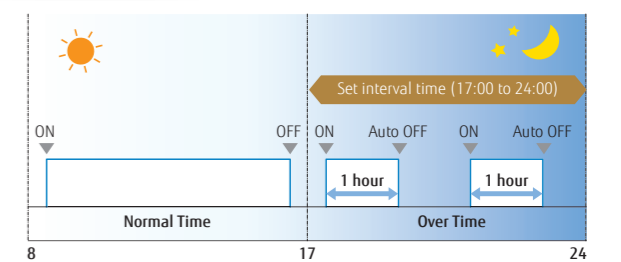 Set interval time (17:00 to 24:00)
ON OFF ON Auto OFF ON Auto OFF
1 hour 1 hour
Normal Time Over Time
8 17 24